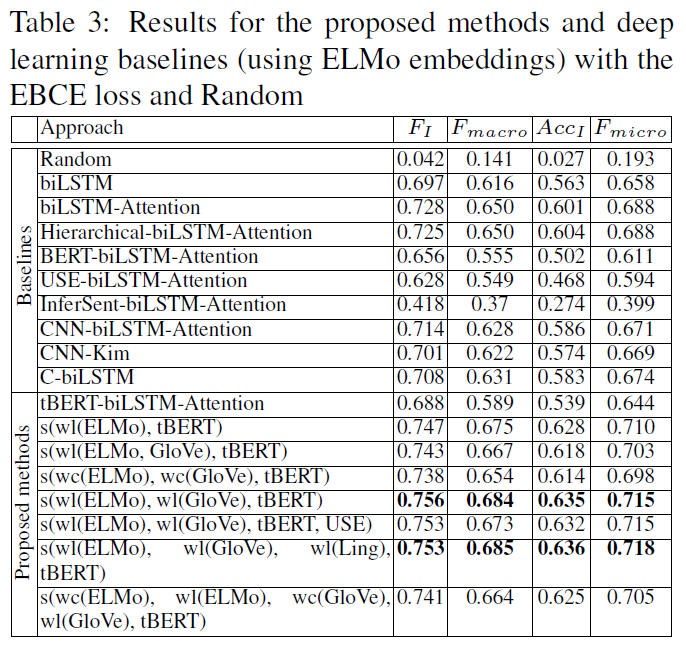 Table 3: Results for the proposed methods and deep
learning baselines (using ELMo embeddings) with the
EBCE loss and Random
Approach F_I F_macro Acc_I F_micro
Baselines
Random 0.042 0.141 0.027 0.193
biLSTM 0.697 0.616 0.563 0.658
biLSTM-Attention 0.728 0.650 0.601 0.688
Hierarchical-biLSTM-Attention 0.725 0.650 0.604 0.688
BERT-biLSTM-Attention 0.656 0.555 0.502 0.611
USE-biLSTM-Attention 0.628 0.549 0.468 0.594
InferSent-biLSTM-Attention 0.418 0.37 0.274 0.399
CNN-biLSTM-Attention 0.714 0.628 0.586 0.671
CNN-Kim 0.701 0.622 0.574 0.669
C-biLSTM 0.708 0.631 0.583 0.674
Proposed methods
tBERT-biLSTM-Attention 0.688 0.589 0.539 0.644
s(wl(ELMo), tBERT) 0.747 0.675 0.628 0.710
s(wl(ELMo, GloVe), tBERT) 0.743 0.667 0.618 0.703
s(wc(ELMo), wc(GloVe), tBERT) 0.738 0.654 0.614 0.698
s(wl(ELMo), wl(GloVe), tBERT) 0.756 0.684 0.635 0.715
s(wl(ELMo), wl(GloVe), tBERT, USE) 0.753 0.673 0.632 0.715
s(wl(ELMo), wl(GloVe), wl(Ling), 0.753 0.685 0.636 0.718
tBERT)
s(wc(ELMo), wl(ELMo), wc(GloVe), 0.741 0.664 0.625 0.705
wl(GloVe), tBERT)